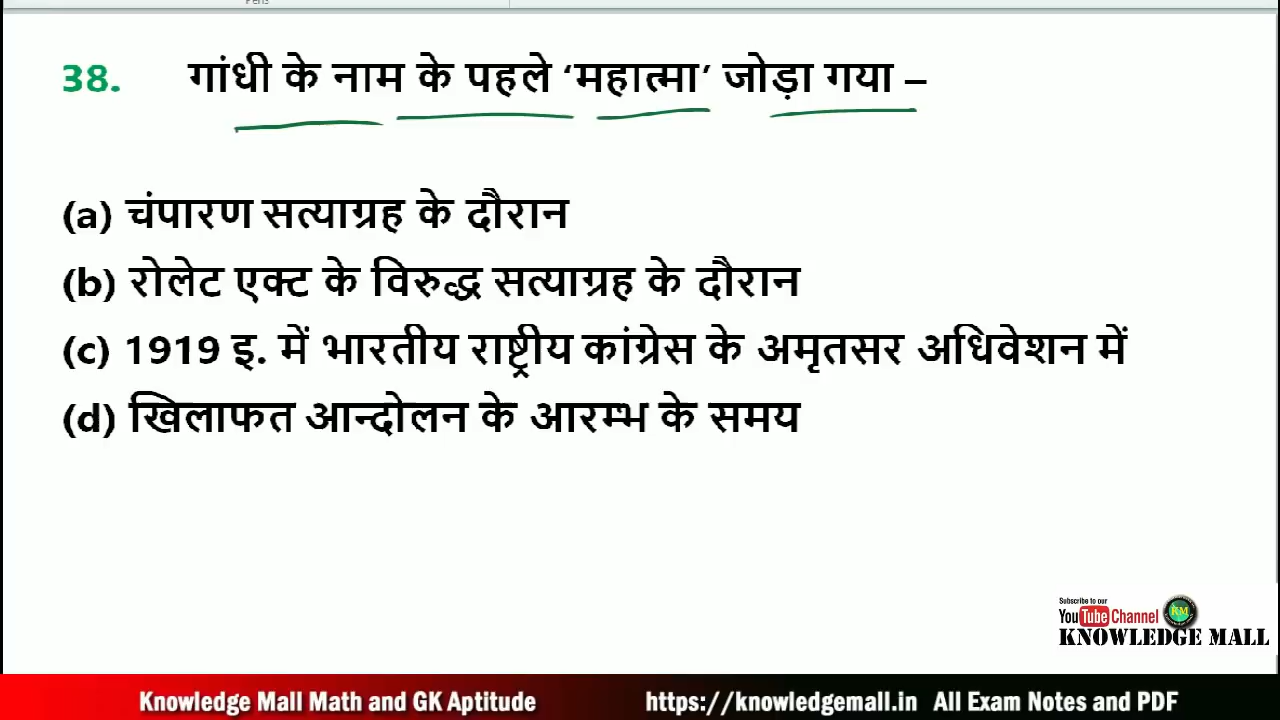 Pens
38. गांधी के नाम के पहले ‘महात्मा’ जोड़ा गया –
(a) चंपारण सत्याग्रह के दौरान
(b) रोलेट एक्ट के विरुद्ध सत्याग्रह के दौरान
(c) 1919 इ. में भारतीय राष्ट्रीय कांग्रेस के अमृतसर अधिवेशन में
(d) खिलाफत आन्दोलन के आरम्भ के समय
Subscribe to our
YouTube Channel KM
KNOWLEDGE MALL
Knowledge Mall Math and GK Aptitude https://knowledgemall.in All Exam Notes and PDF